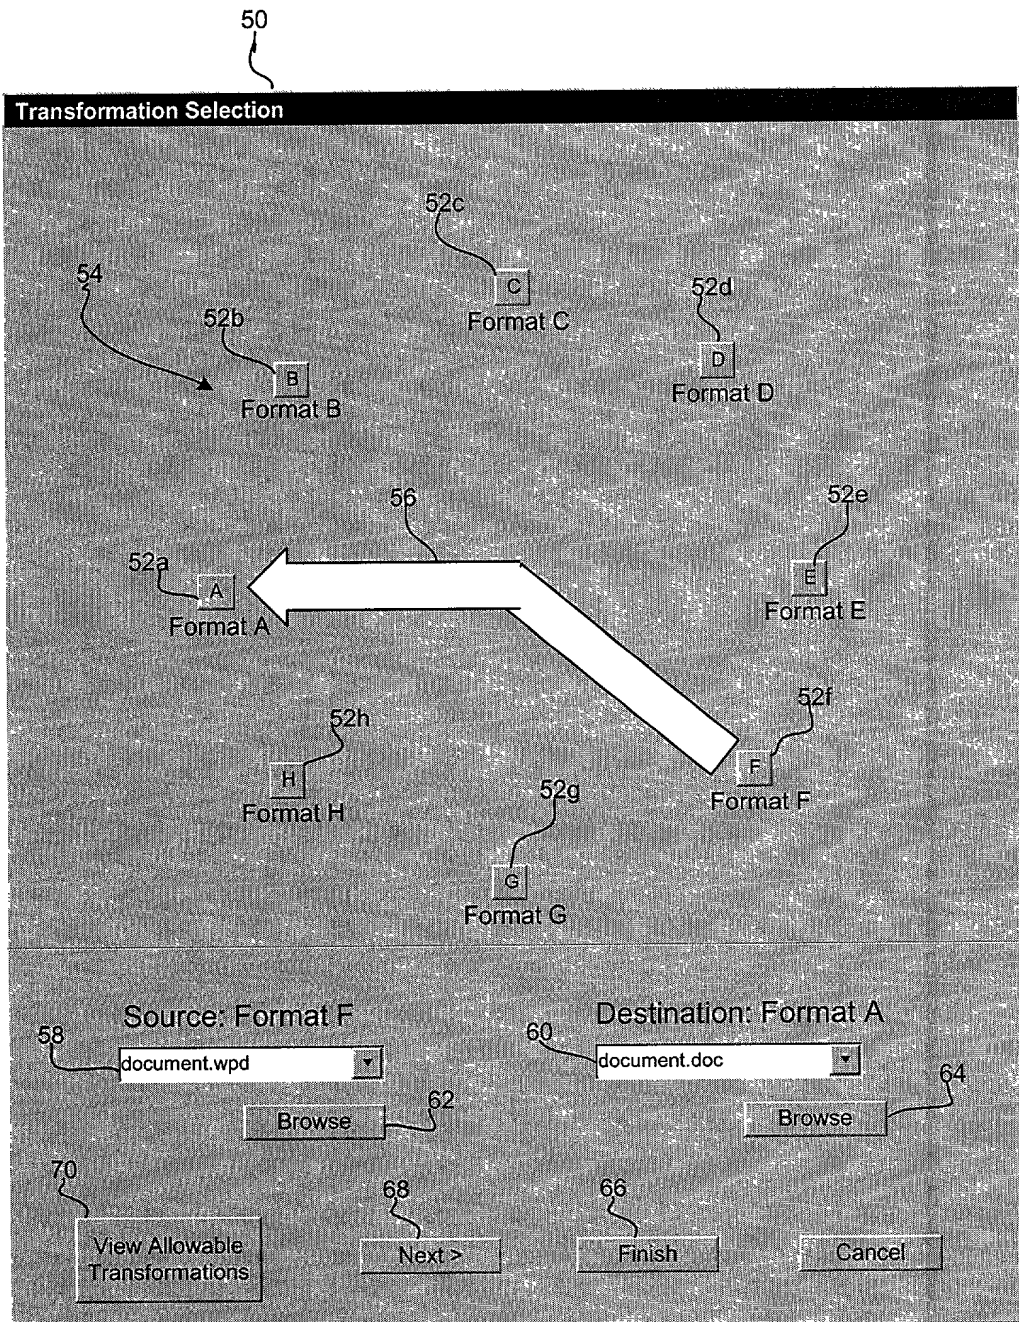 50
Transformation Selection
52c
C
Format C
54
52b
B
Format B
52d
D
Format D
56
52e
E
Format E
52a
A
Format A
52h
H
Format H
52f
F
Format F
52g
G
Format G
Source: Format F
Destination: Format A
58
document.wpd
60
document.doc
Browse
62
Browse
64
70
View Allowable
Transformations
68
Next >
66
Finish
Cancel